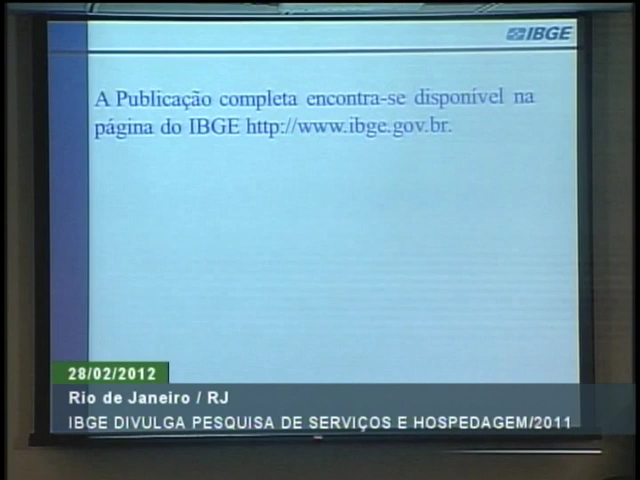 IBGE
A Publicação completa encontra-se disponível na
página do IBGE http://www.ibge.gov.br.
28/02/2012
Rio de Janeiro / RJ
IBGE DIVULGA PESQUISA DE SERVIÇOS E HOSPEDAGEM/2011